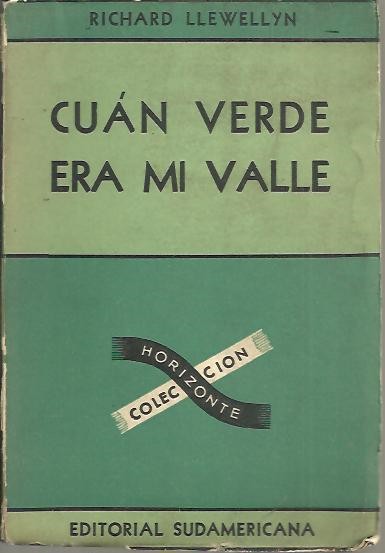 RICHARD LLEWELLYN
CUÁN VERDE
ERA MI VALLE
HORIZONTE
COLECCION
EDITORIAL SUDAMERICANA